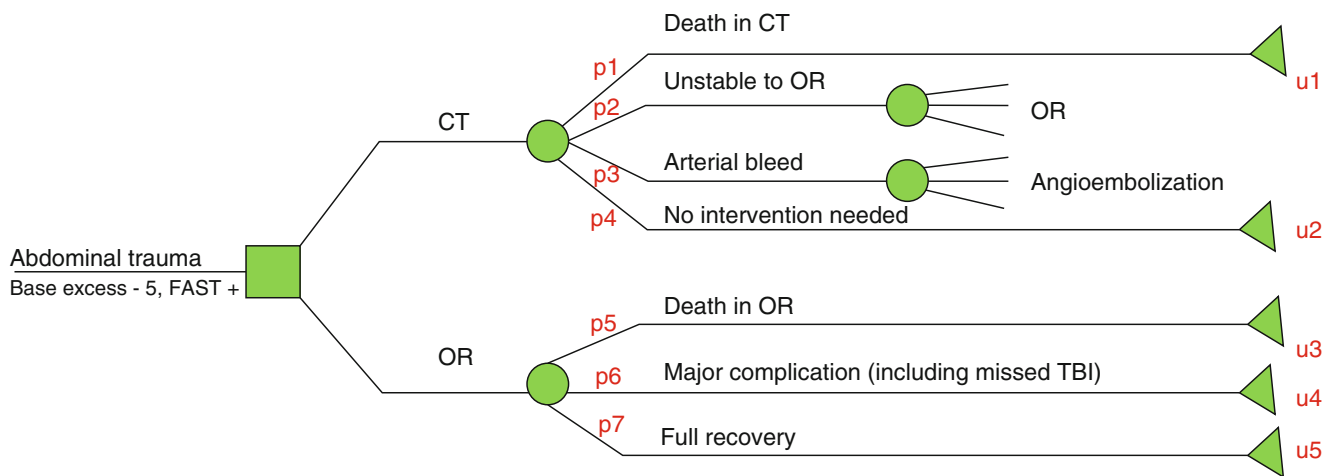 Death in CT
p1
u1
Unstable to OR
p2
OR
CT
Arterial bleed
p3
Angioembolization
p4
No intervention needed
u2
Abdominal trauma
Base excess - 5, FAST +
Death in OR
p5
u3
OR
p6
Major complication (including missed TBI)
u4
p7
Full recovery
u5